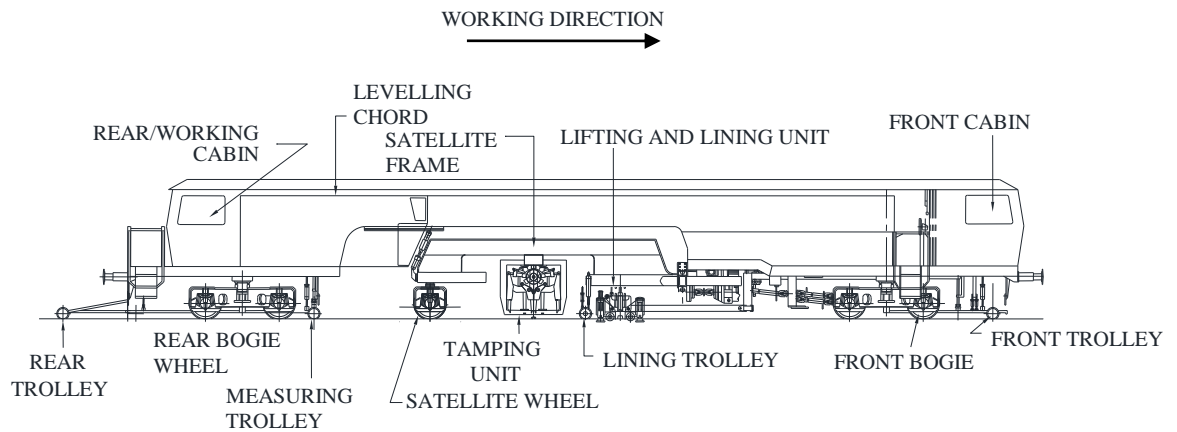 WORKING DIRECTION
LEVELLING
CHORD
REAR/WORKING
CABIN
SATELLITE
FRAME
LIFTING AND LINING UNIT
FRONT CABIN
REAR
TROLLEY
REAR BOGIE
WHEEL
MEASURING
TROLLEY
SATELLITE WHEEL
TAMPING
UNIT
LINING TROLLEY
FRONT BOGIE
FRONT TROLLEY